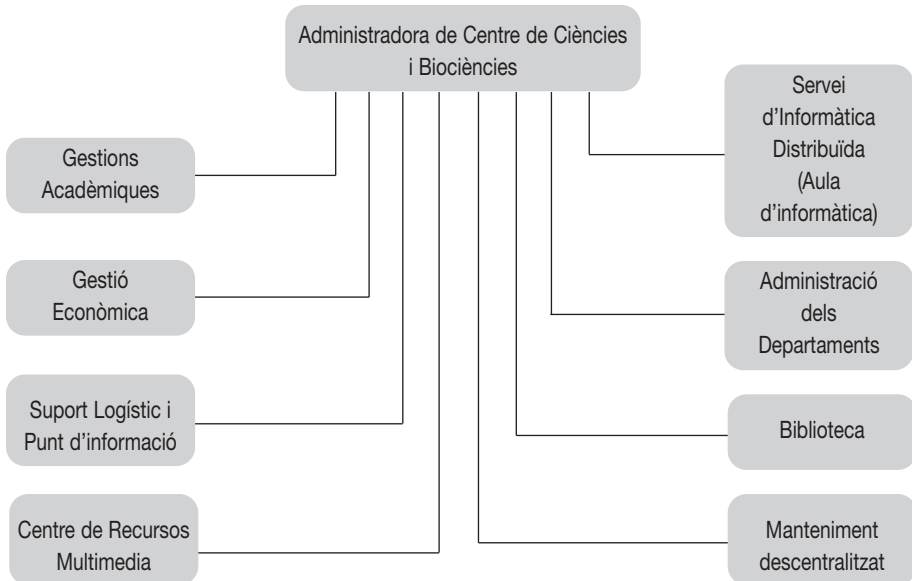 Administradora de Centre de Ciències
i Biociències
Gestions
Acadèmiques
Gestió
Econòmica
Suport Logístic i
Punt d’informació
Centre de Recursos
Multimedia
Servei
d’Informàtica
Distribuïda
(Aula
d’informàtica)
Administració
dels
Departaments
Biblioteca
Manteniment
descentralitzat